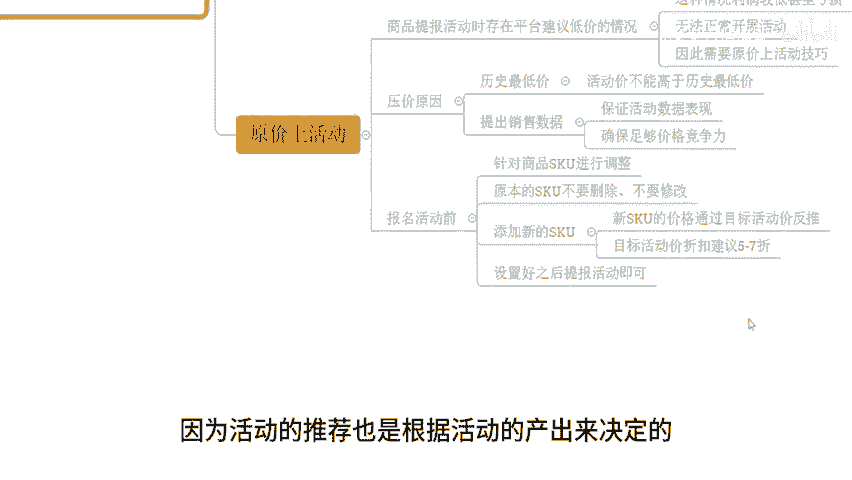 商品提报活动时存在平台建议低价的情况
无法正常开展活动
因此需要原价上活动技巧
历史最低价
活动价不能高于历史最低价
压价原因
保证活动数据表现
提出销售数据
确保足够价格竞争力
原价上活动
针对商品SKU进行调整
原本的SKU不要删除、不要修改
报名活动前
新SKU的价格通过目标活动价反推
添加新的SKU
目标活动价折扣建议5-7折
设置好之后提报活动即可
因为活动的推荐也是根据活动的产出来决定的